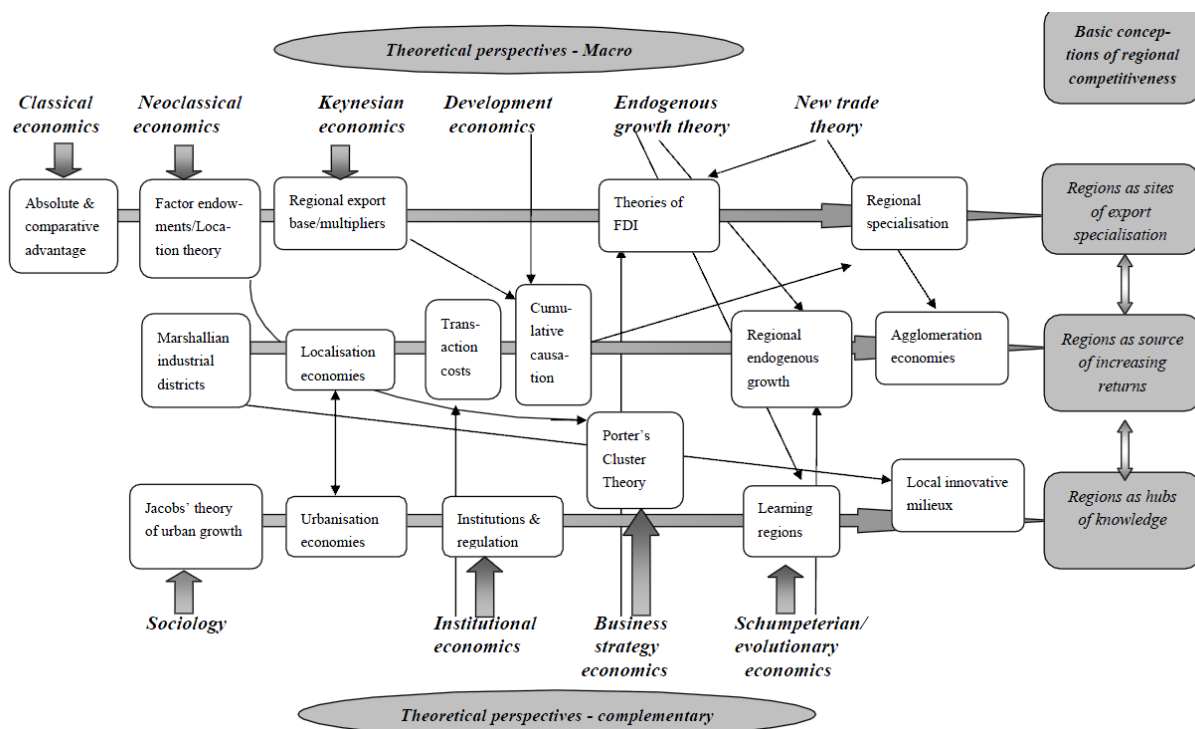 Theoretical perspectives - Macro
Basic concep-
tions of regional
competitiveness
Classical
economics
Neoclassical
economics
Keynesian
economics
Development
economics
Endogenous
growth theory
New trade
theory
Absolute &
comparative
advantage
Factor endow-
ments/Loca-
tion theory
Regional export
base/multipliers
Theories of
FDI
Regional
specialisation
Regions as sites
of export
specialisation
Marshallian
industrial
districts
Localisation
economies
Trans-
action
costs
Cumu-
lative
causa-
tion
Regional
endogenous
growth
Agglomeration
economies
Regions as source
of increasing
returns
Porter's
Cluster
Theory
Jacobs' theory
of urban growth
Urbanisation
economies
Institutions &
regulation
Learning
regions
Local innovative
milieux
Regions as hubs
of knowledge
Sociology
Institutional
economics
Business
strategy
economics
Schumpeterian/
evolutionary
economics
Theoretical perspectives - complementary